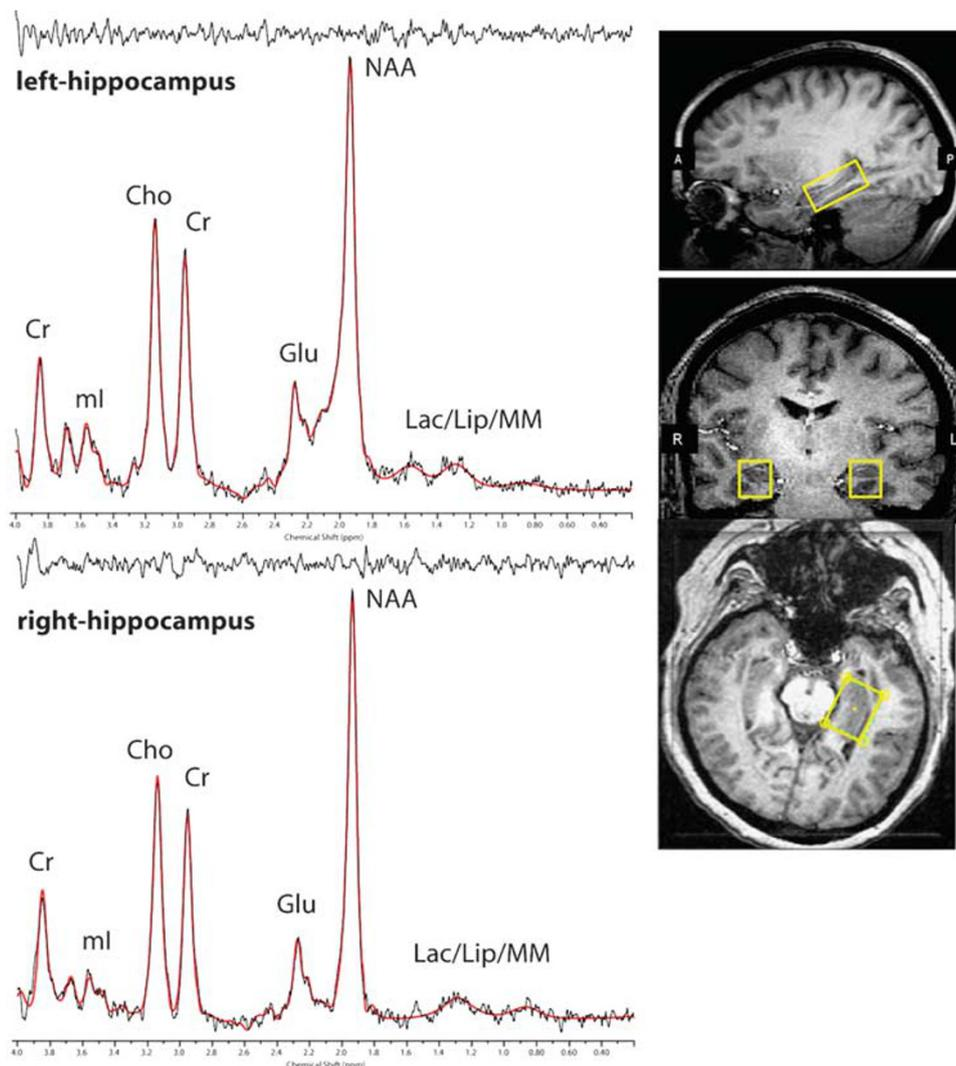 left-hippocampus
NAA
Cho
Cr
Cr
Glu
mI
Lac/Lip/MM
4.0 3.8 3.6 3.4 3.2 3.0 2.8 2.6 2.4 2.2 2.0 1.8 1.6 1.4 1.2 1.0 0.80 0.60 0.40
Chemical Shift (ppm)
right-hippocampus
NAA
Cho
Cr
Cr
Glu
mI
Lac/Lip/MM
4.0 3.8 3.6 3.4 3.2 3.0 2.8 2.6 2.4 2.2 2.0 1.8 1.6 1.4 1.2 1.0 0.80 0.60 0.40
Chemical Shift (ppm)
A P
R L